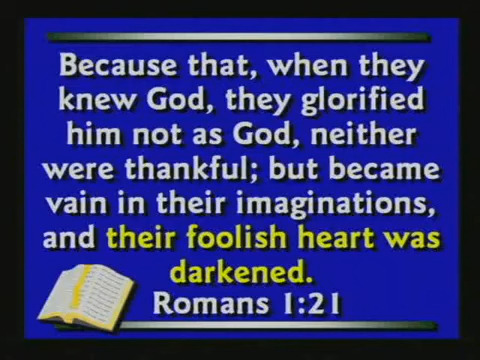 Because that, when they
knew God, they glorified
him not as God, neither
were thankful; but became
vain in their imaginations,
and their foolish heart was
darkened.
Romans 1:21